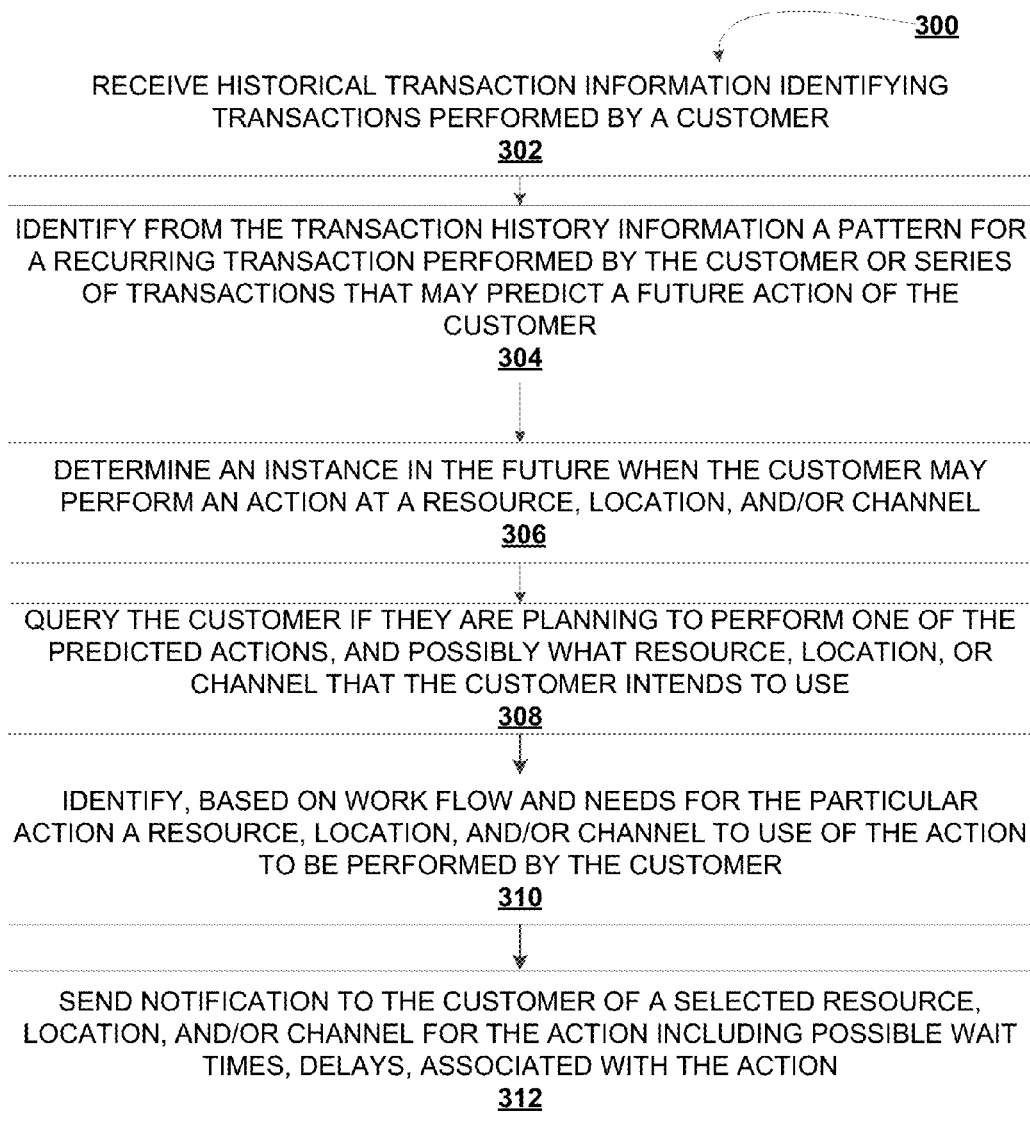 300
RECEIVE HISTORICAL TRANSACTION INFORMATION IDENTIFYING
TRANSACTIONS PERFORMED BY A CUSTOMER
302
IDENTIFY FROM THE TRANSACTION HISTORY INFORMATION A PATTERN FOR
A RECURRING TRANSACTION PERFORMED BY THE CUSTOMER OR SERIES
OF TRANSACTIONS THAT MAY PREDICT A FUTURE ACTION OF THE
CUSTOMER
304
DETERMINE AN INSTANCE IN THE FUTURE WHEN THE CUSTOMER MAY
PERFORM AN ACTION AT A RESOURCE, LOCATION, AND/OR CHANNEL
306
QUERY THE CUSTOMER IF THEY ARE PLANNING TO PERFORM ONE OF THE
PREDICTED ACTIONS, AND POSSIBLY WHAT RESOURCE, LOCATION, OR
CHANNEL THAT THE CUSTOMER INTENDS TO USE
308
IDENTIFY, BASED ON WORK FLOW AND NEEDS FOR THE PARTICULAR
ACTION A RESOURCE, LOCATION, AND/OR CHANNEL TO USE OF THE ACTION
TO BE PERFORMED BY THE CUSTOMER
310
SEND NOTIFICATION TO THE CUSTOMER OF A SELECTED RESOURCE,
LOCATION, AND/OR CHANNEL FOR THE ACTION INCLUDING POSSIBLE WAIT
TIMES, DELAYS, ASSOCIATED WITH THE ACTION
312